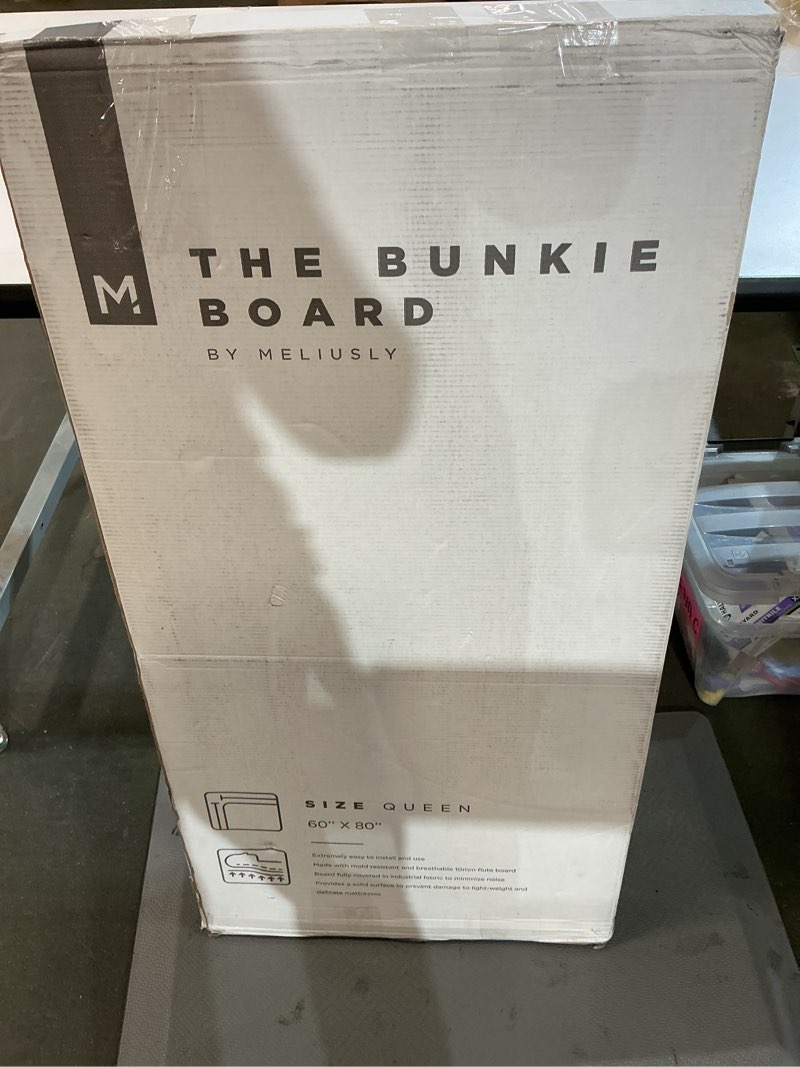 M
THE BUNKIE
BOARD
BY MELIUSLY
SIZE QUEEN
60" X 80"
Extremely easy to install and use
Made with mold resistant and breathable 10mm flute board
Board fully covered in industrial fabric to minimize noise
Provides a solid surface to prevent damage to light-weight and
delicate mattresses